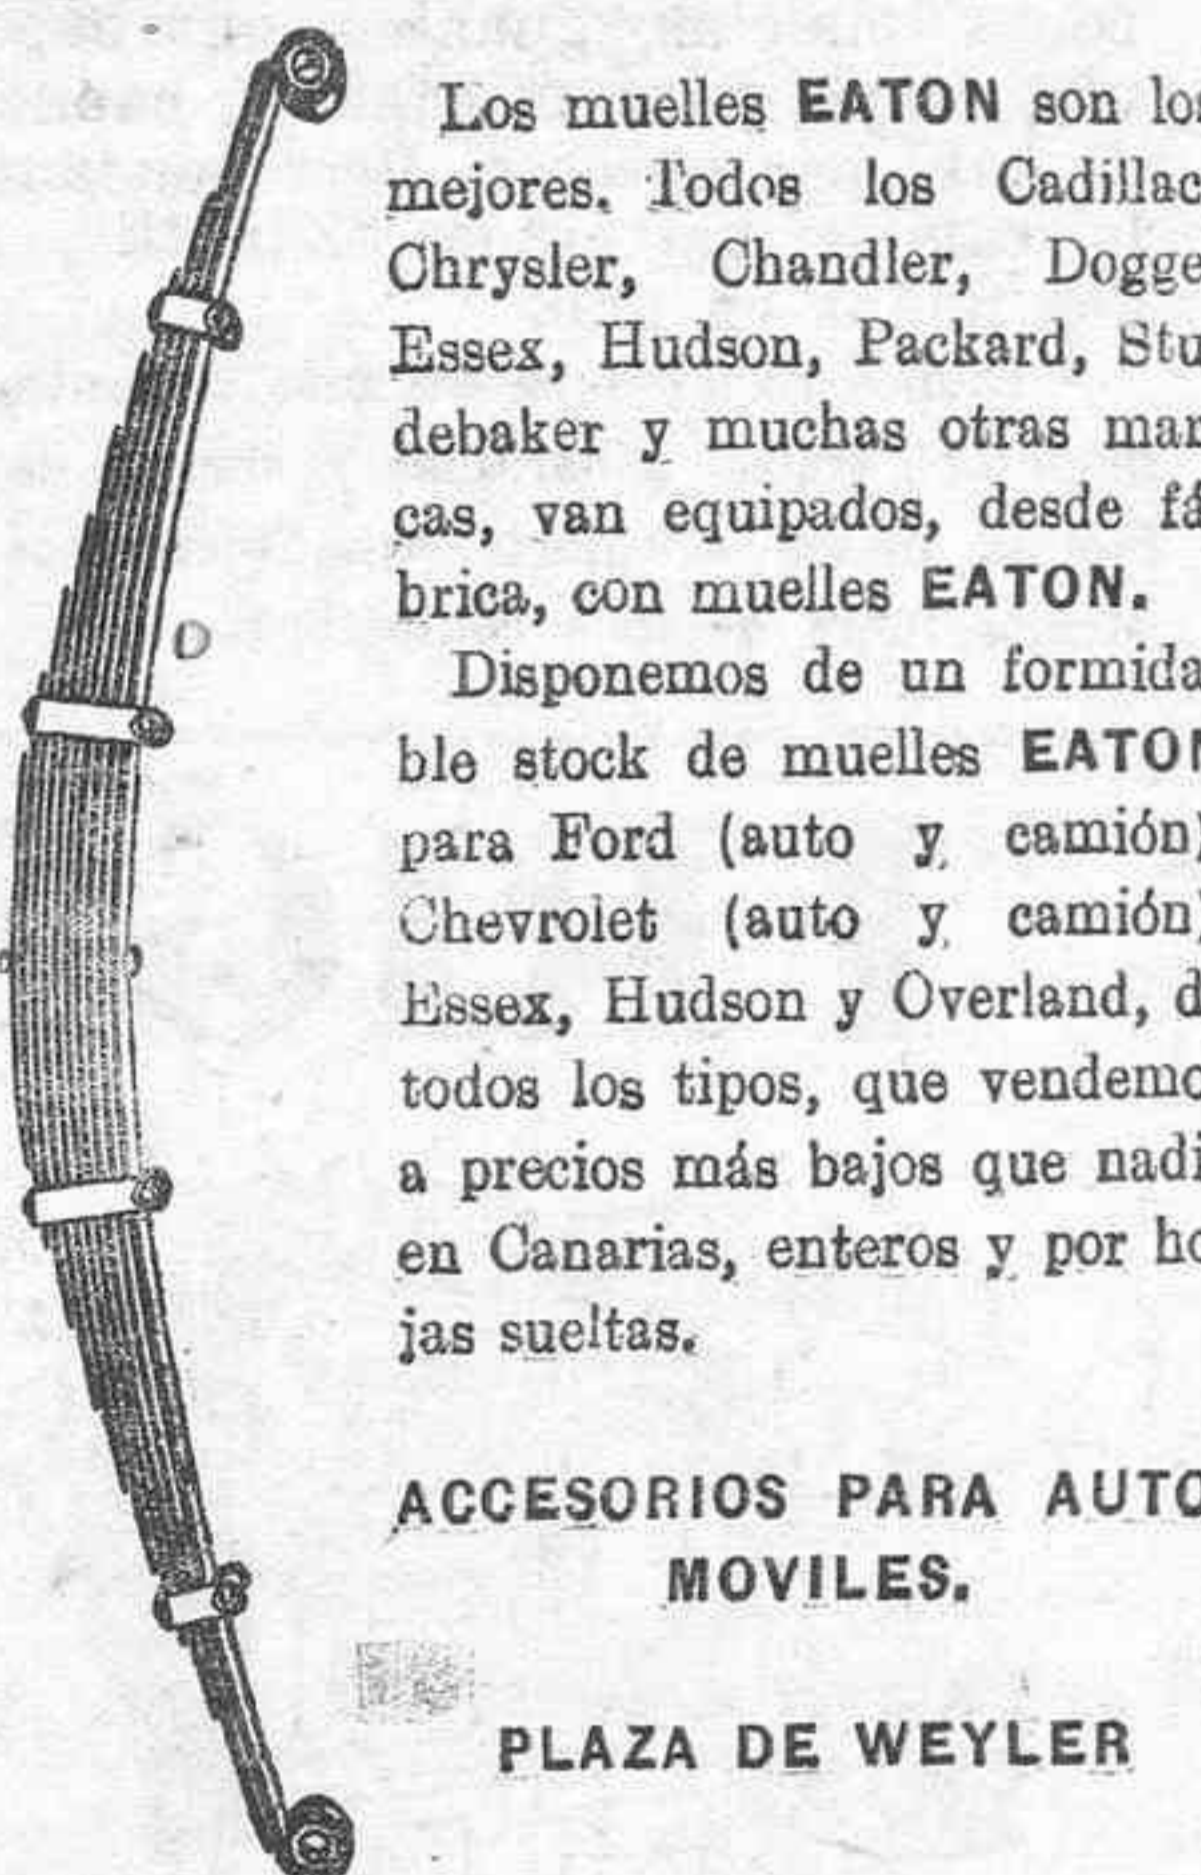 Los muelles EATON son los
mejores. Todos los Cadillac
Chrysler, Chandler, Dogge
Essex, Hudson, Packard, Stu
debaker y muchas otras mar
cas, van equipados, desde fá
brica, con muelles EATON.
Disponemos de un formida
ble stock de muelles EATON
para Ford (auto y camión)
Chevrolet (auto y camión)
Essex, Hudson y Overland, d
todos los tipos, que vendemo
a precios más bajos que nadi
en Canarias, enteros y por ho
jas sueltas.
ACCESORIOS PARA AUTO
MOVILES.
PLAZA DE WEYLER